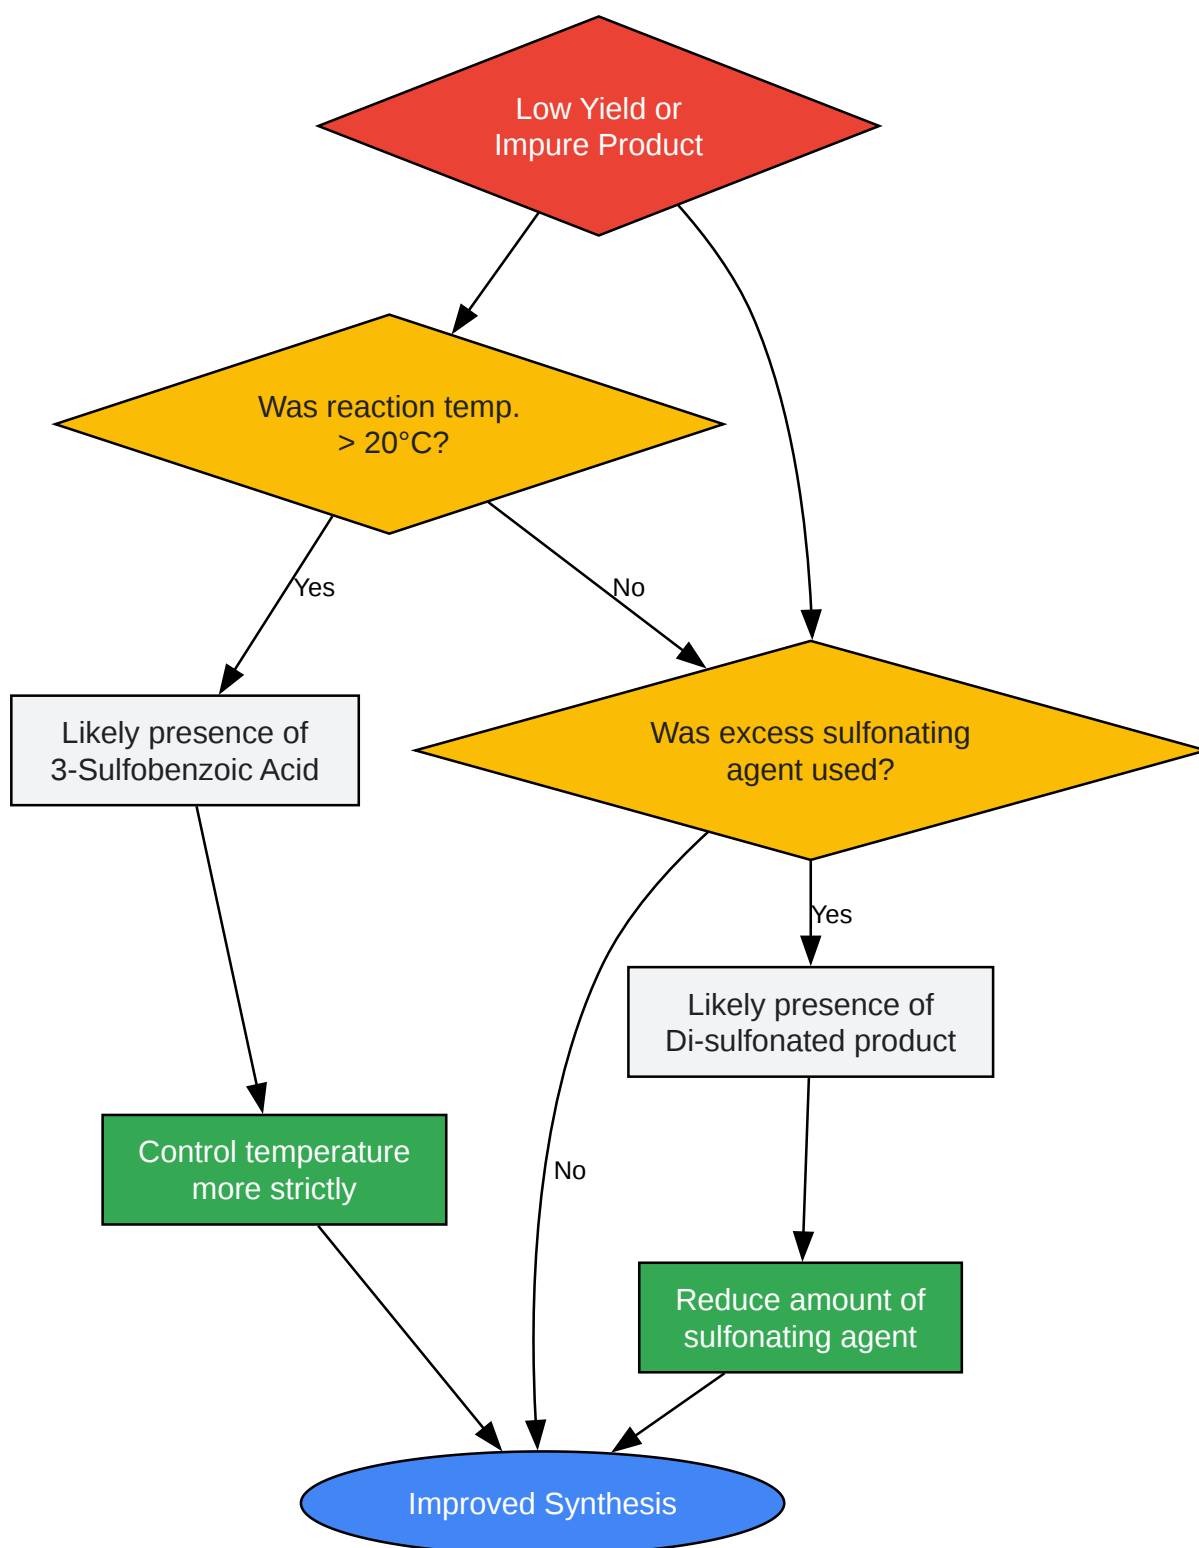 Low Yield or
Impure Product
Was reaction temp.
> 20°C?
Yes
No
Likely presence of
3-Sulfobenzoic Acid
Was excess sulfonating
agent used?
Yes
Likely presence of
Di-sulfonated product
Control temperature
more strictly
No
Reduce amount of
sulfonating agent
Improved Synthesis